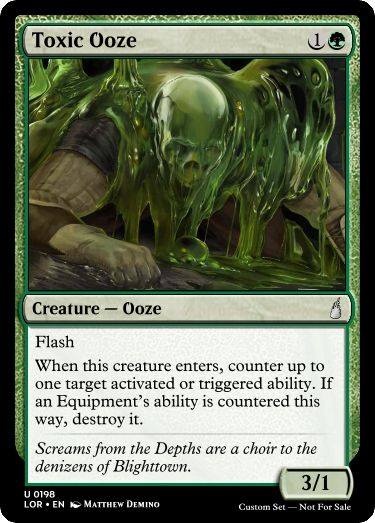 Toxic Ooze 1
Creature — Ooze
Flash
When this creature enters, counter up to
one target activated or triggered ability. If
an Equipment's ability is countered this
way, destroy it.
Screams from the Depths are a choir to the
denizens of Blighttown.
3/1
U 0198
LOR • EN Matthew Demino
Custom Set — Not For Sale